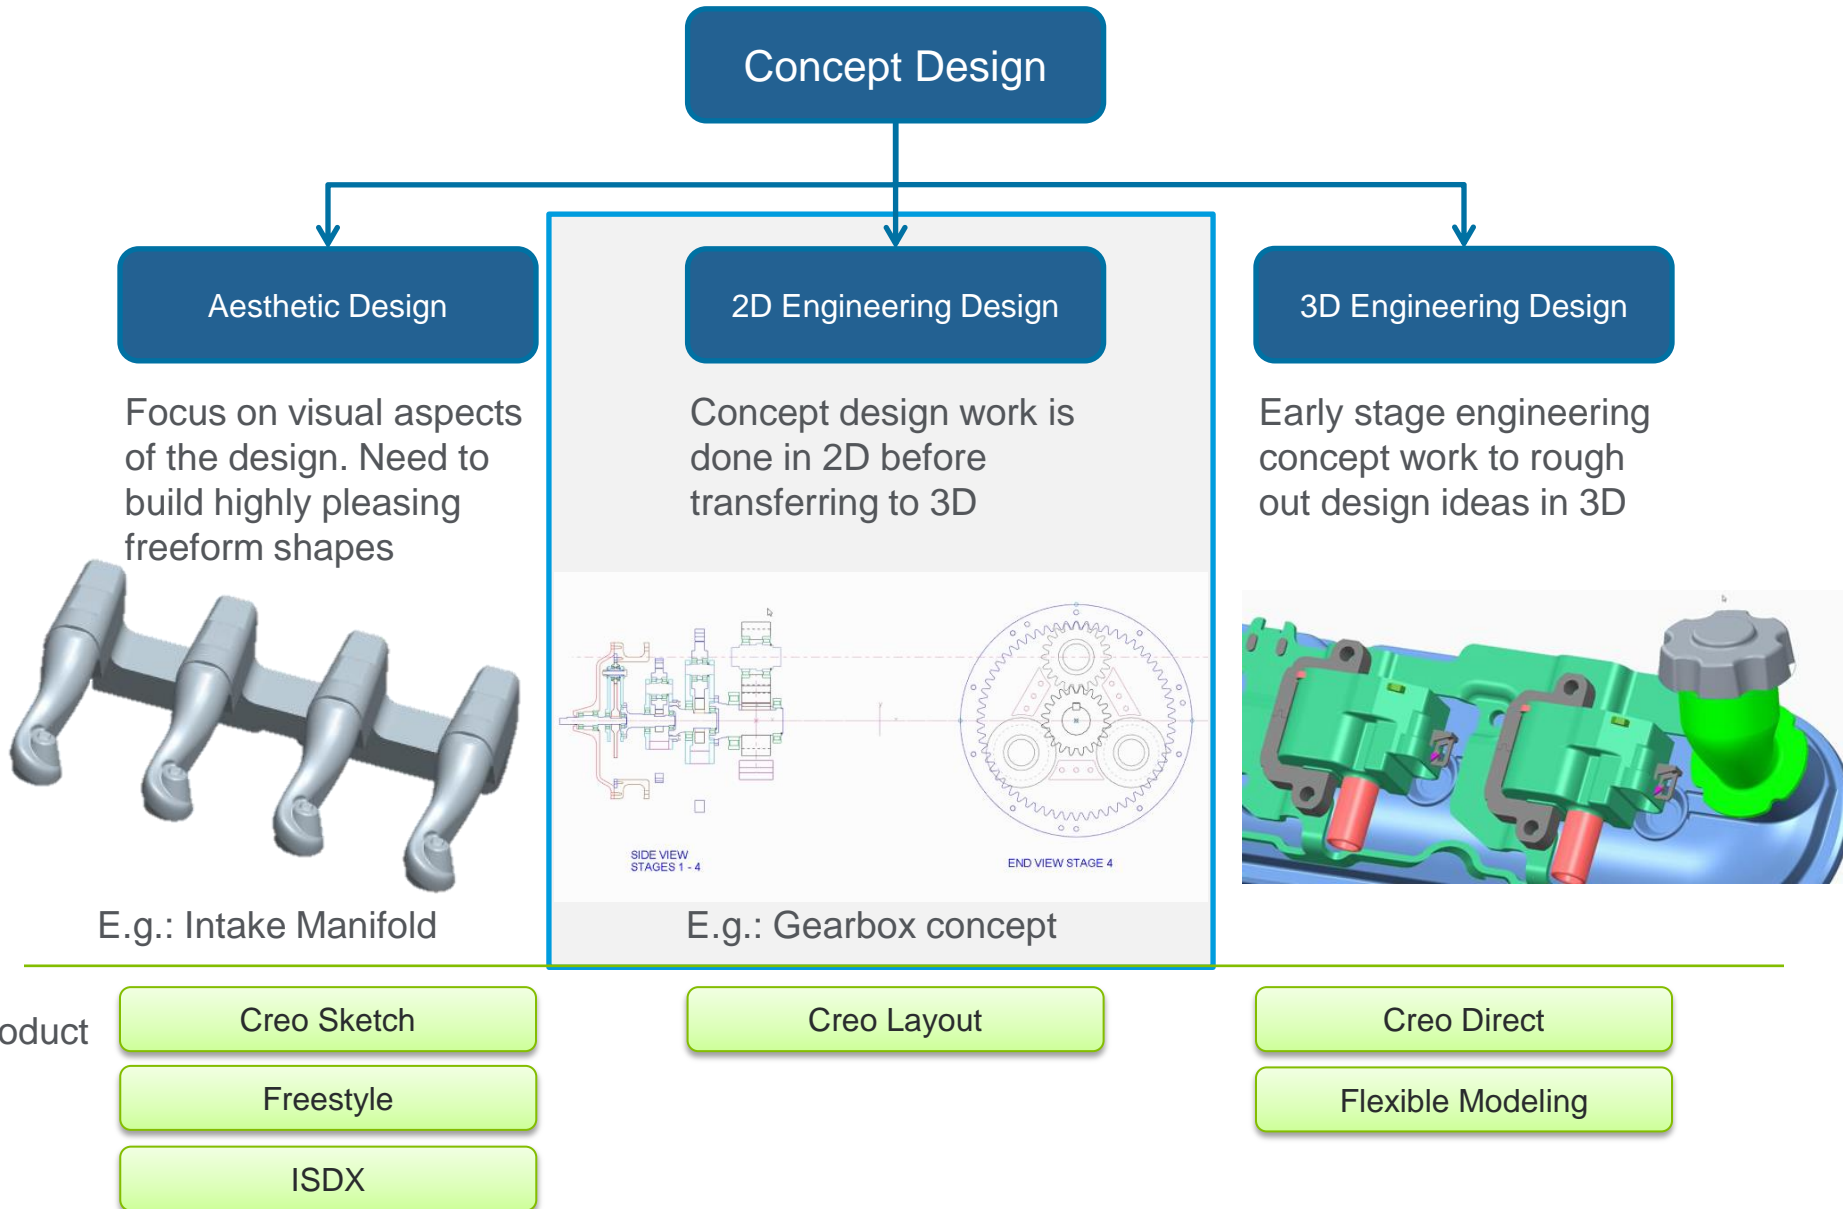 Concept Design
Aesthetic Design
2D Engineering Design
3D Engineering Design
Focus on visual aspects
of the design. Need to
build highly pleasing
freeform shapes
Concept design work is
done in 2D before
transferring to 3D
Early stage engineering
concept work to rough
out design ideas in 3D
SIDE VIEW
STAGES 1 - 4
END VIEW STAGE 4
E.g.: Intake Manifold
E.g.: Gearbox concept
oduct
Creo Sketch
Creo Layout
Creo Direct
Freestyle
Flexible Modeling
ISDX